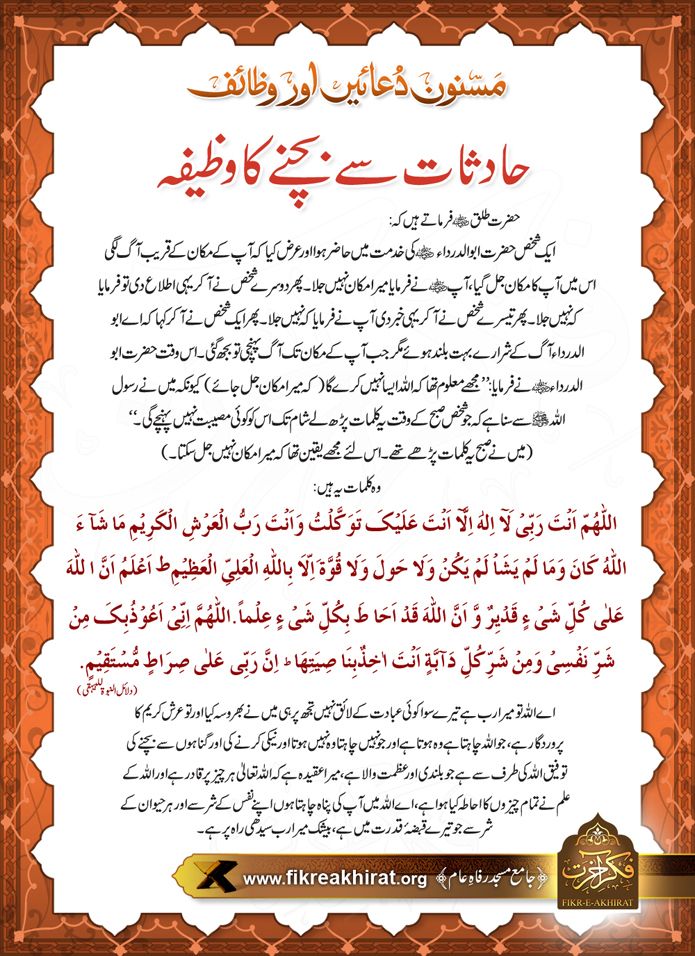 مَسنون دُعائیں اور وظائف
حادثات سے بچنے کا وظیفہ
حضرت طلق ﷛ فرماتے ہیں کہ:
ایک شخص حضرت ابوالدرداء ﷛ کی خدمت میں حاضر ہوا اور عرض کیا کہ آپ کے مکان کے قریب آگ لگی
اس میں آپ کا مکان جل گیا، آپ ﷛ نے فرمایا میرا مکان نہیں جلا۔ پھر دوسرے شخص نے آکر یہی اطلاع دی تو فرمایا
کہ نہیں جلا۔ پھر تیسرے شخص نے آکر یہی خبر دی آپ نے فرمایا کہ نہیں جلا۔ پھر ایک شخص نے آکر کہا کہ اے ابو
الدرداء آگ کے شرارے بہت بلند ہوئے مگر جب آپ کے مکان تک آگ پہنچی تو بجھ گئی۔ اس وقت حضرت ابو
الدرداء ﷛ نے فرمایا: ’’مجھے معلوم تھا کہ اللہ ایسا نہیں کرے گا (کہ میرا مکان جل جائے) کیونکہ میں نے رسول
اللہ ﷺ سے سنا ہے کہ جو شخص صبح کے وقت یہ کلمات پڑھ لے شام تک اس کو کوئی مصیبت نہیں پہنچے گی۔‘‘
(میں نے صبح یہ کلمات پڑھے تھے۔ اس لئے مجھے یقین تھا کہ میرا مکان نہیں جل سکتا۔)
وہ کلمات یہ ہیں:
اَللّٰهُمَّ اَنْتَ رَبِّیْ لَآ اِلٰهَ اِلَّآ اَنْتَ عَلَیْکَ تَوَکَّلْتُ وَاَنْتَ رَبُّ الْعَرْشِ الْکَرِیْمِ مَا شَآءَ
اللّٰهُ کَانَ وَمَا لَمْ یَشَاْ لَمْ یَکُنْ وَلَا حَوْلَ وَلَا قُوَّةَ اِلَّا بِاللّٰهِ الْعَلِیِّ الْعَظِیْمِ ط اَعْلَمُ اَنَّ اللّٰهَ
عَلٰی کُلِّ شَیْءٍ قَدِیْرٌ وَّ اَنَّ اللّٰهَ قَدْ اَحَا طَ بِکُلِّ شَیْءٍ عِلْماً. اَللّٰهُمَّ اِنِّیْ اَعُوْذُبِکَ مِنْ
شَرِّ نَفْسِیْ وَمِنْ شَرِّ کُلِّ دَآبَّةٍ اَنْتَ اٰخِذٌ بِنَا صِیَتِهَا ط اِنَّ رَبِّی عَلٰی صِرَاطٍ مُّسْتَقِیْمٍ.
(دلائل النبوۃ للبیہقی)
اے اللہ تو میرا رب ہے تیرے سوا کوئی عبادت کے لائق نہیں تجھ پر ہی میں نے بھروسہ کیا اور تو عرش کریم کا
پروردگار ہے، جو اللہ چاہتا ہے وہ ہوتا ہے اور جو نہیں چاہتا وہ نہیں ہوتا اور نیکی کرنے کی اور گناہوں سے بچنے کی
توفیق اللہ کی طرف سے ہے جو بلندی اور عظمت والا ہے، میرا عقیدہ ہے کہ اللہ تعالیٰ ہر چیز پر قادر ہے اور اللہ کے
علم نے تمام چیزوں کا احاطہ کیا ہوا ہے، اے اللہ میں آپ کی پناہ چاہتا ہوں اپنے نفس کے شر سے اور ہر حیوان کے
شر سے جو تیرے قبضۂ قدرت میں ہے، بیشک میرا رب سیدھی راہ پر ہے۔
فکر آخرت
FIKR-E-AKHIRAT
جامع مسجد رفاہِ عام
www.fikreakhirat.org